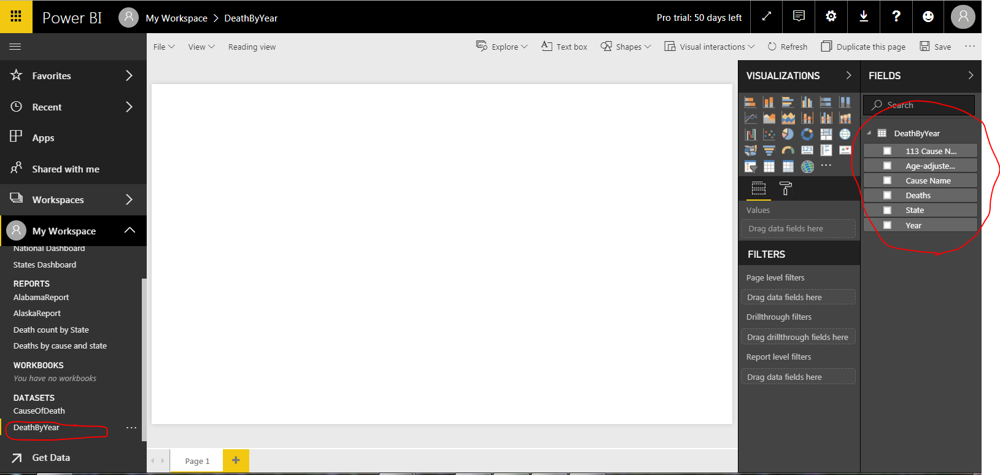 Power BI
My Workspace > DeathByYear
Pro trial: 50 days left
?
File
View
Reading view
Explore
Text box
Shapes
Visual interactions
Refresh
Duplicate this page
Save
...
Favorites
Recent
Apps
Shared with me
Workspaces
My Workspace
National Dashboard
States Dashboard
REPORTS
AlabamaReport
AlaskaReport
Death count by State
Deaths by cause and state
WORKBOOKS
You have no workbooks
DATASETS
CauseOfDeath
DeathByYear
...
Get Data
Page 1
+
VISUALIZATIONS
123
...
Values
Drag data fields here
FILTERS
Page level filters
Drag data fields here
Drillthrough filters
Drag drillthrough fields here
Report level filters
Drag data fields here
FIELDS
Search
DeathByYear
113 Cause N...
Age-adjuste...
Cause Name
Deaths
State
Year